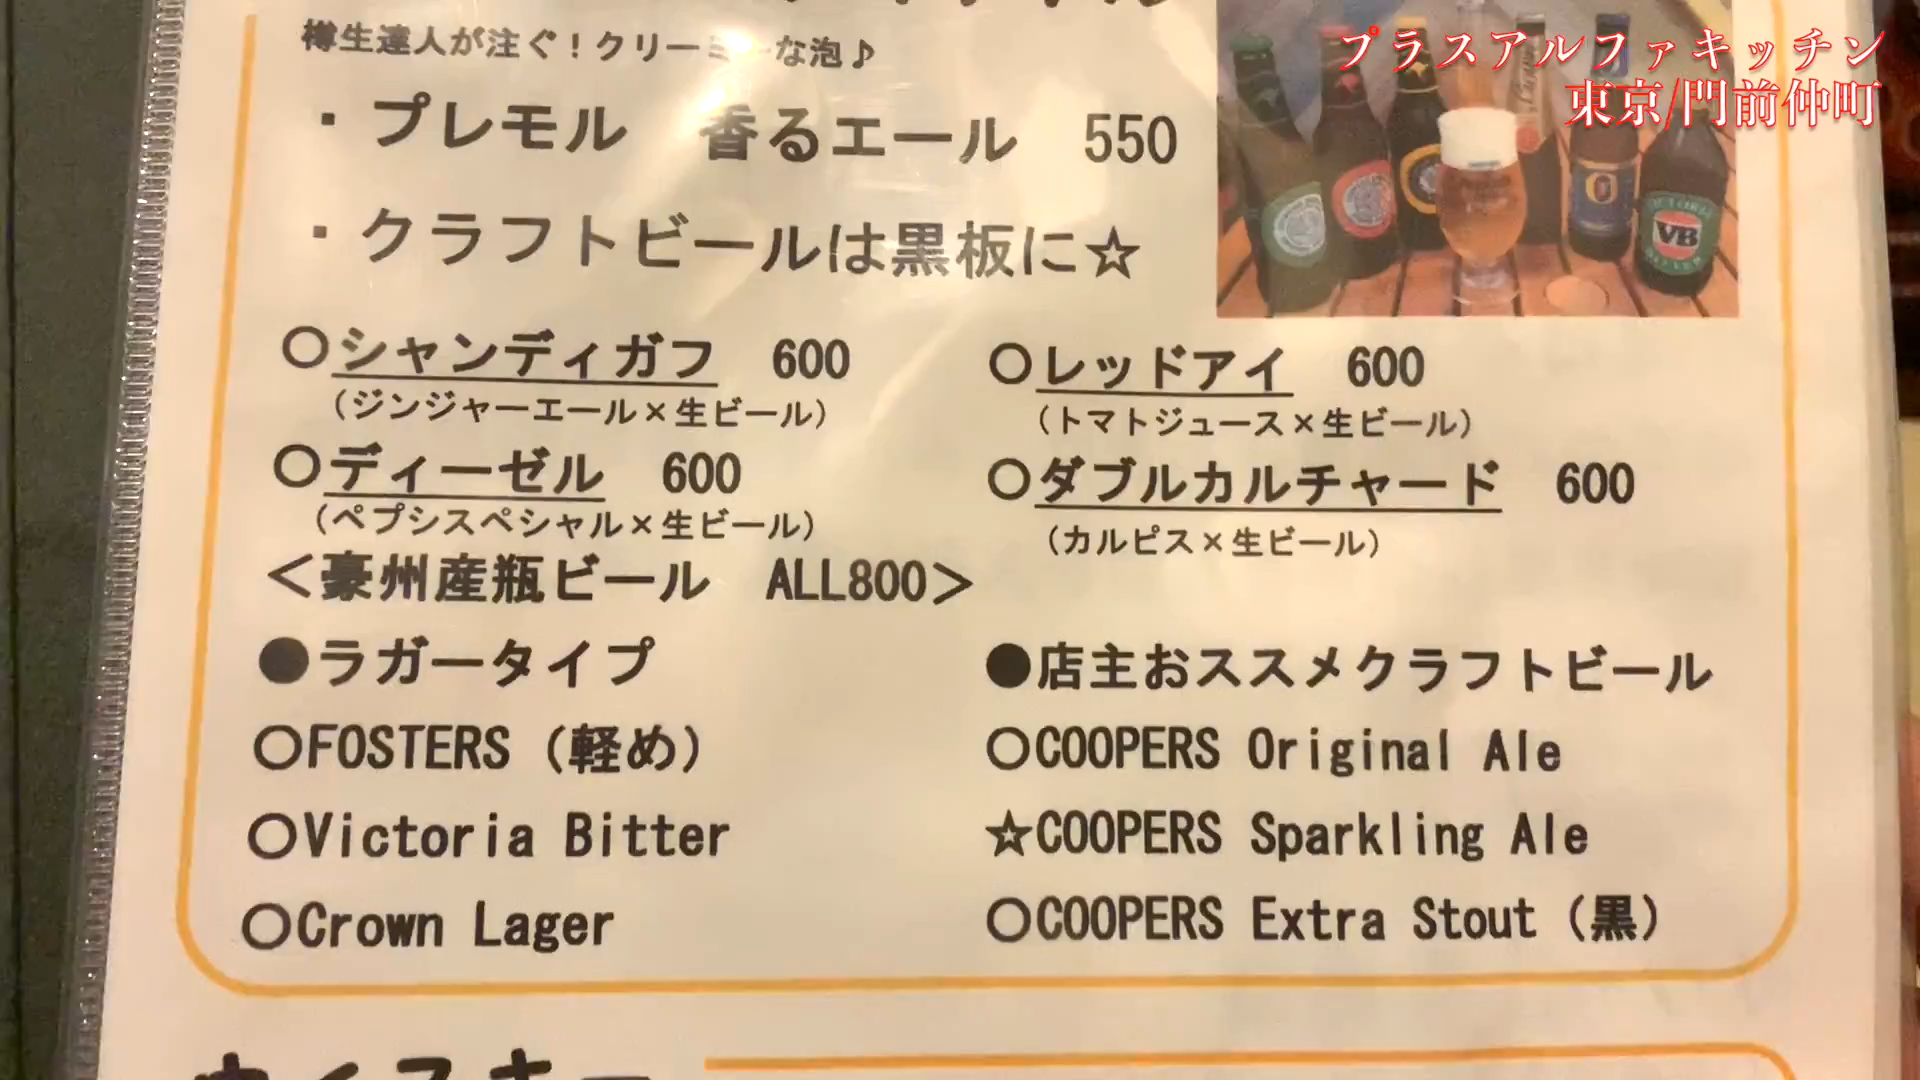 プラスアルファキッチン
東京/門前仲町
樽生達人が注ぐ！クリーミーな泡♪
・プレモル　香るエール　550
・クラフトビールは黒板に☆
○シャンディガフ　600
（ジンジャーエール×生ビール）
○レッドアイ　600
（トマトジュース×生ビール）
○ディーゼル　600
（ペプシスペシャル×生ビール）
○ダブルカルチャード　600
（カルピス×生ビール）
＜豪州産瓶ビール　ALL800＞
●ラガータイプ
○FOSTERS（軽め）
○Victoria Bitter
○Crown Lager
●店主おススメクラフトビール
○COOPERS Original Ale
☆COOPERS Sparkling Ale
○COOPERS Extra Stout（黒）
VB